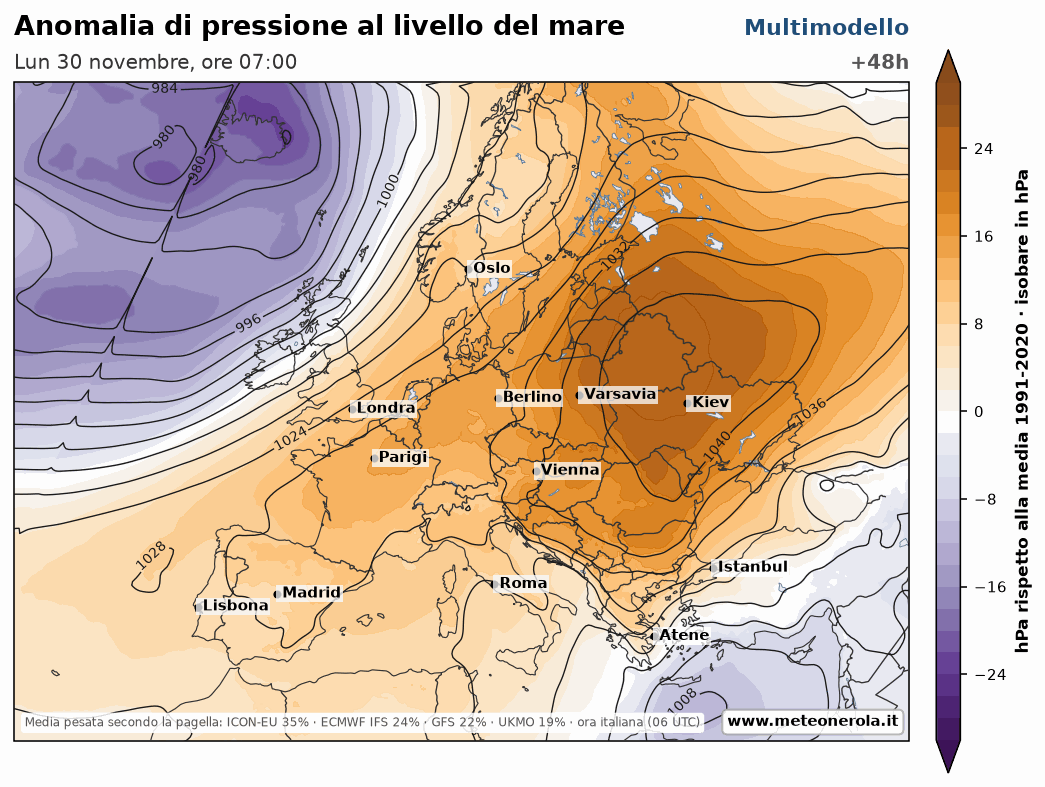 Anomalia di pressione al livello del mare
Multimodello
Lun 30 novembre, ore 07:00
+48h
984
980
980
1000
996
1032
1024
1028
1036
1040
1008
Oslo
Berlino
Varsavia
Kiev
Londra
Parigi
Vienna
Roma
Istanbul
Madrid
Lisbona
Atene
24
16
8
0
−8
−16
−24
hPa rispetto alla media 1991-2020 · isobare in hPa
Media pesata secondo la pagella: ICON-EU 35% · ECMWF IFS 24% · GFS 22% · UKMO 19% · ora italiana (06 UTC)
www.meteonerola.it